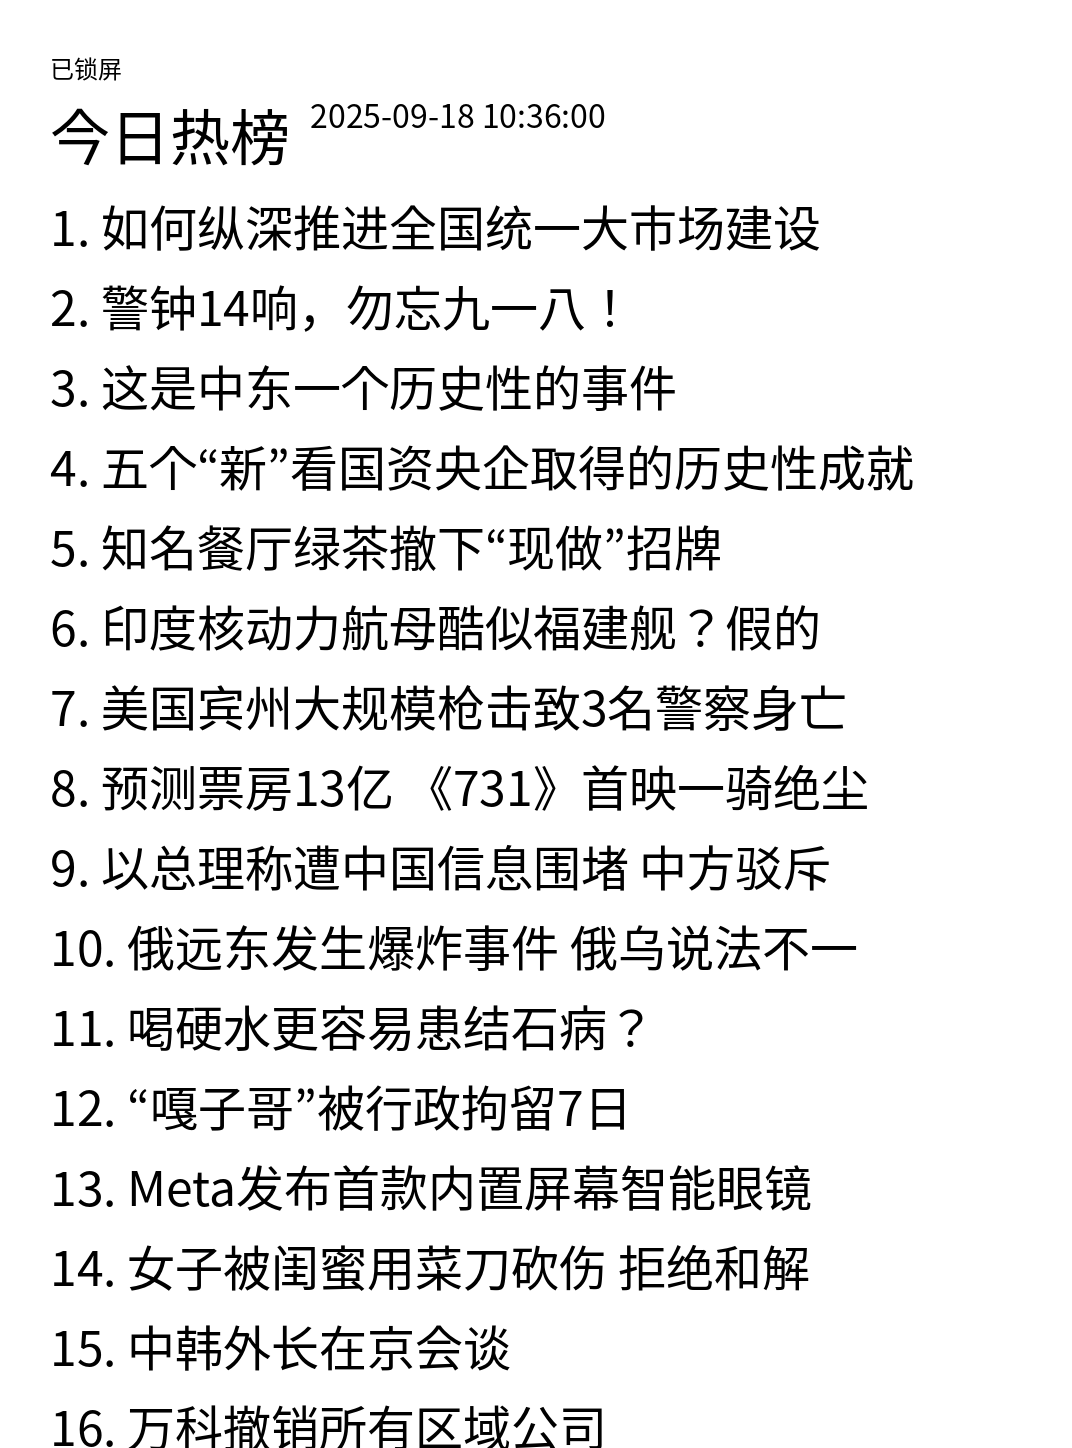 已锁屏
今日热榜 2025-09-18 10:36:00
1. 如何纵深推进全国统一大市场建设
2. 警钟14响，勿忘九一八！
3. 这是中东一个历史性的事件
4. 五个“新”看国资央企取得的历史性成就
5. 知名餐厅绿茶撤下“现做”招牌
6. 印度核动力航母酷似福建舰？假的
7. 美国宾州大规模枪击致3名警察身亡
8. 预测票房13亿 《731》首映一骑绝尘
9. 以总理称遭中国信息围堵 中方驳斥
10. 俄远东发生爆炸事件 俄乌说法不一
11. 喝硬水更容易患结石病？
12. “嘎子哥”被行政拘留7日
13. Meta发布首款内置屏幕智能眼镜
14. 女子被闺蜜用菜刀砍伤 拒绝和解
15. 中韩外长在京会谈
16. 万科撤销所有区域公司